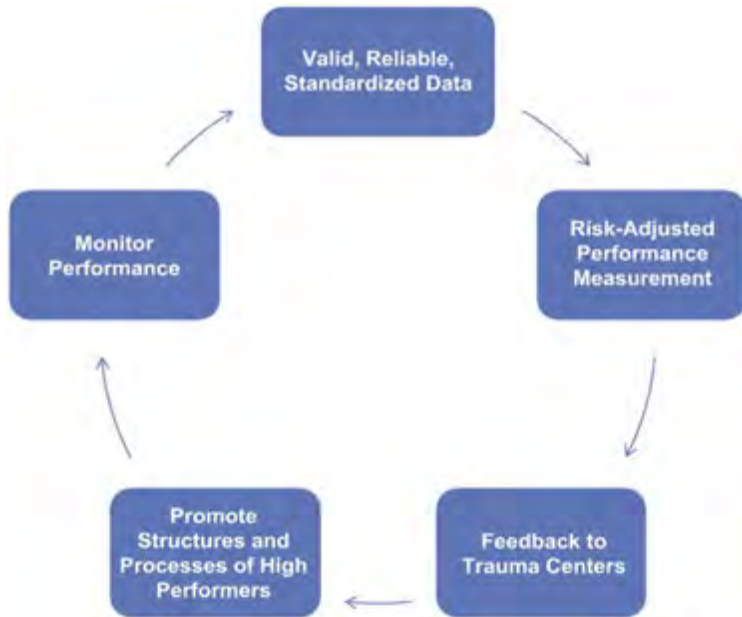 Valid, Reliable,
Standardized Data
Risk-Adjusted
Performance
Measurement
Feedback to
Trauma Centers
Promote
Structures and
Processes of High
Performers
Monitor
Performance